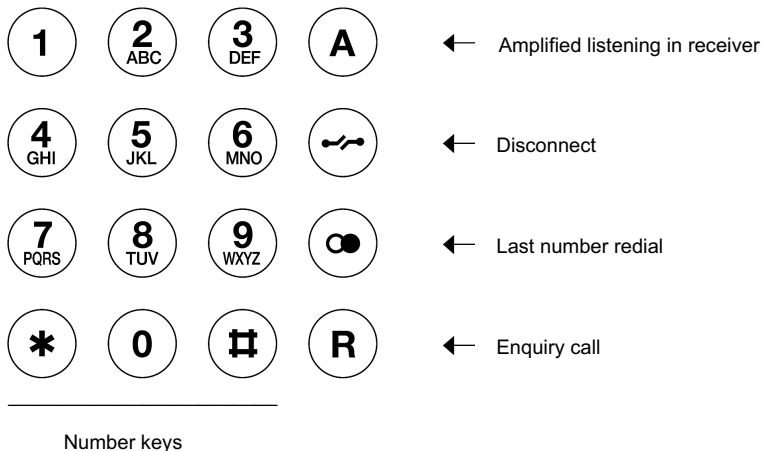 1 2 3 A Amplified listening in receiver
ABC DEF
4 5 6 Disconnect
GHI JKL MNO
7 8 9 Last number redial
PQRS TUV WXYZ
* 0 # R Enquiry call
Number keys